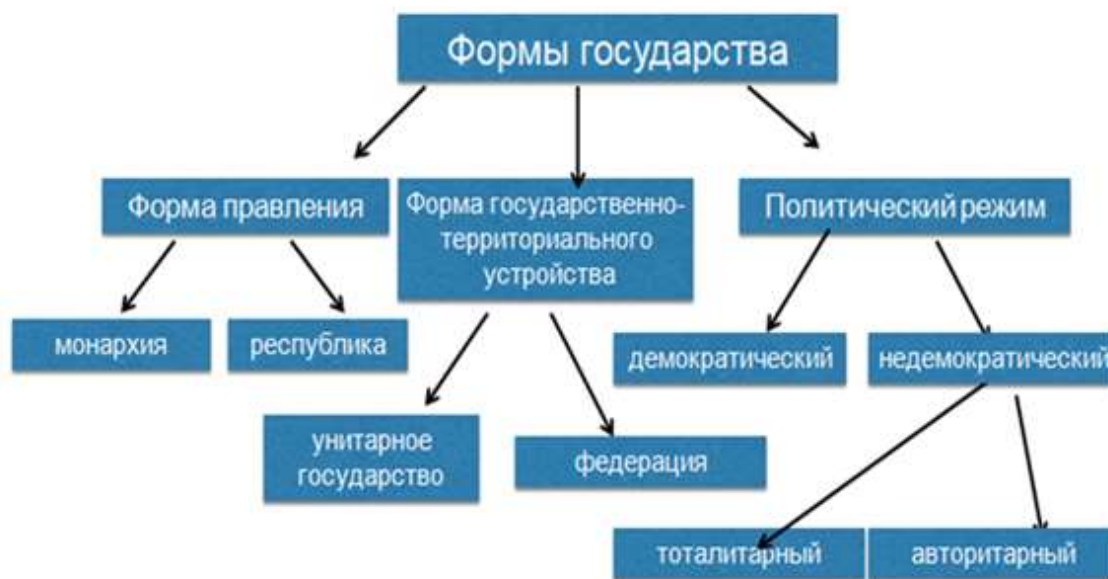 Формы государства
Форма правления
Форма государственно-
территориального
устройства
Политический режим
монархия
республика
демократический
недемократический
унитарное
государство
федерация
тоталитарный
авторитарный